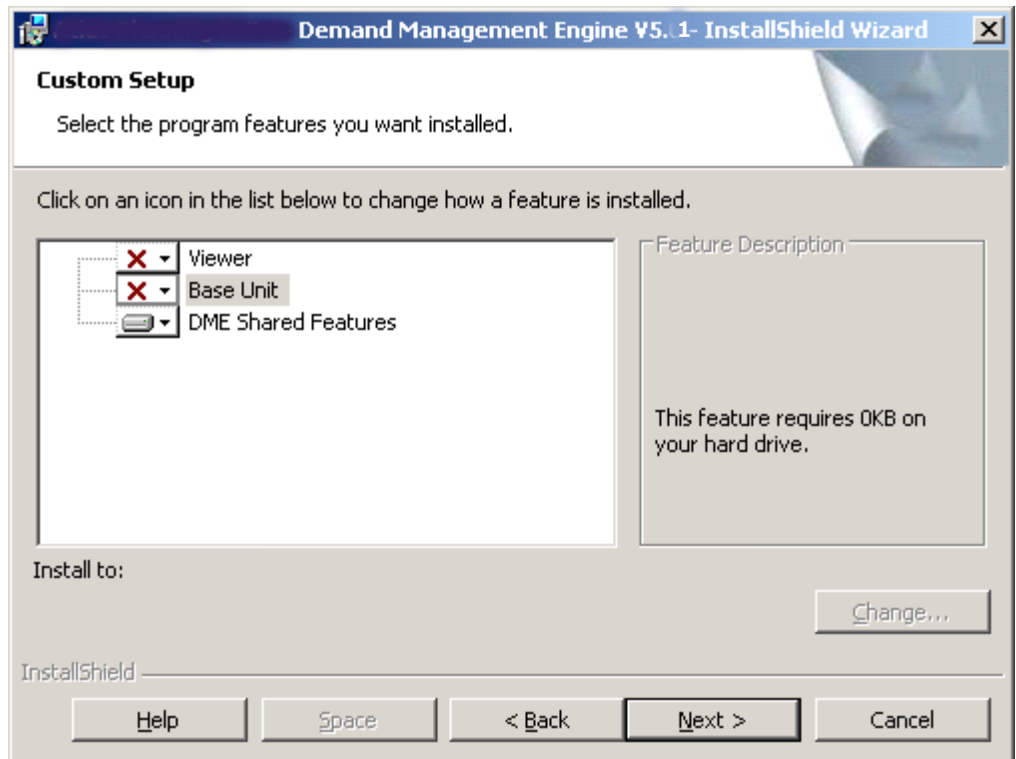 Demand Management Engine V5.1- InstallShield Wizard
Custom Setup
Select the program features you want installed.
Click on an icon in the list below to change how a feature is installed.
Viewer
Base Unit
DME Shared Features
Feature Description
This feature requires 0KB on
your hard drive.
Install to:
Change...
InstallShield
Help
Space
< Back
Next >
Cancel